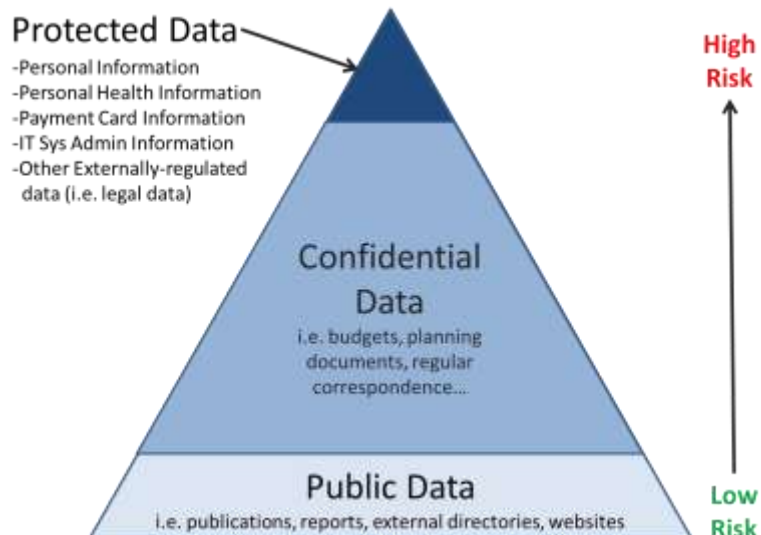 Protected Data
-Personal Information
-Personal Health Information
-Payment Card Information
-IT Sys Admin Information
-Other Externally-regulated
data (i.e. legal data)
High
Risk
Confidential
Data
i.e. budgets, planning
documents, regular
correspondence...
Public Data
i.e. publications, reports, external directories, websites
Low
Risk